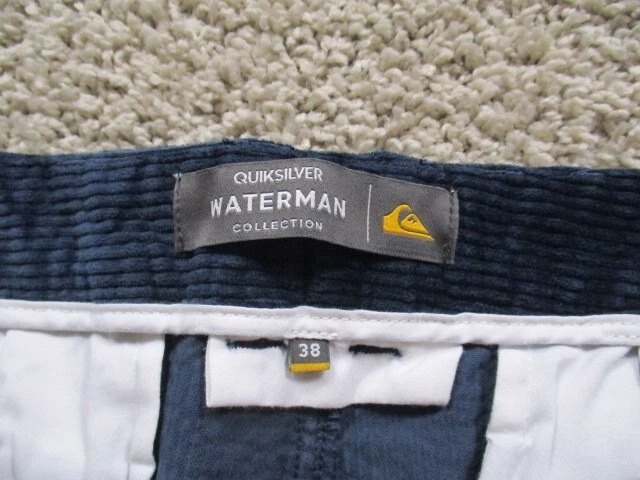 QUIKSILVER
WATERMAN
COLLECTION
38